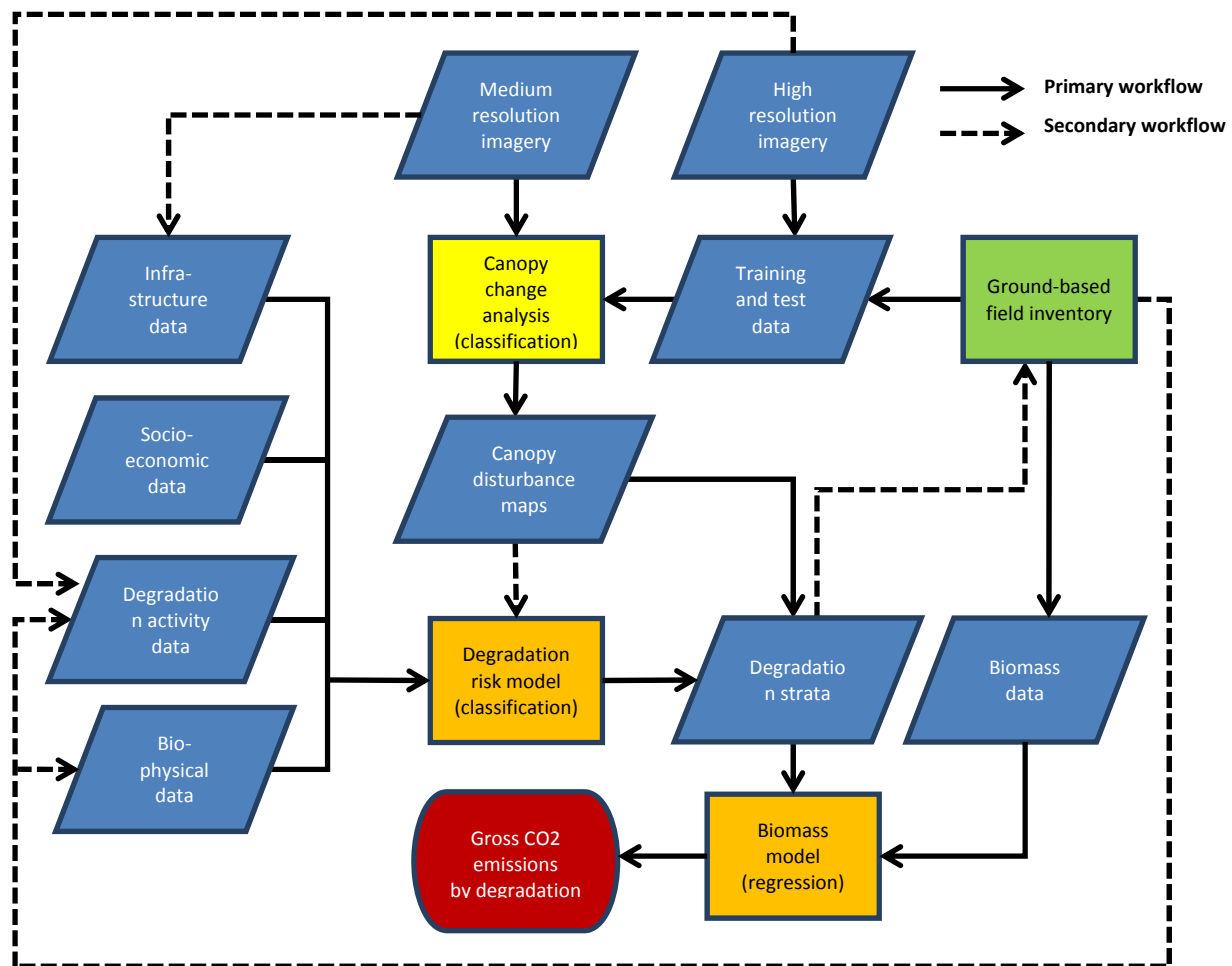 Medium
resolution
imagery
High
resolution
imagery
Primary workflow
Secondary workflow
Infra-
structure
data
Canopy
change
analysis
(classification)
Training
and test
data
Ground-based
field inventory
Socio-
economic
data
Canopy
disturbance
maps
Degradatio
n activity
data
Degradation
risk model
(classification)
Degradatio
n strata
Biomass
data
Bio-
physical
data
Gross CO2
emissions
by degradation
Biomass
model
(regression)